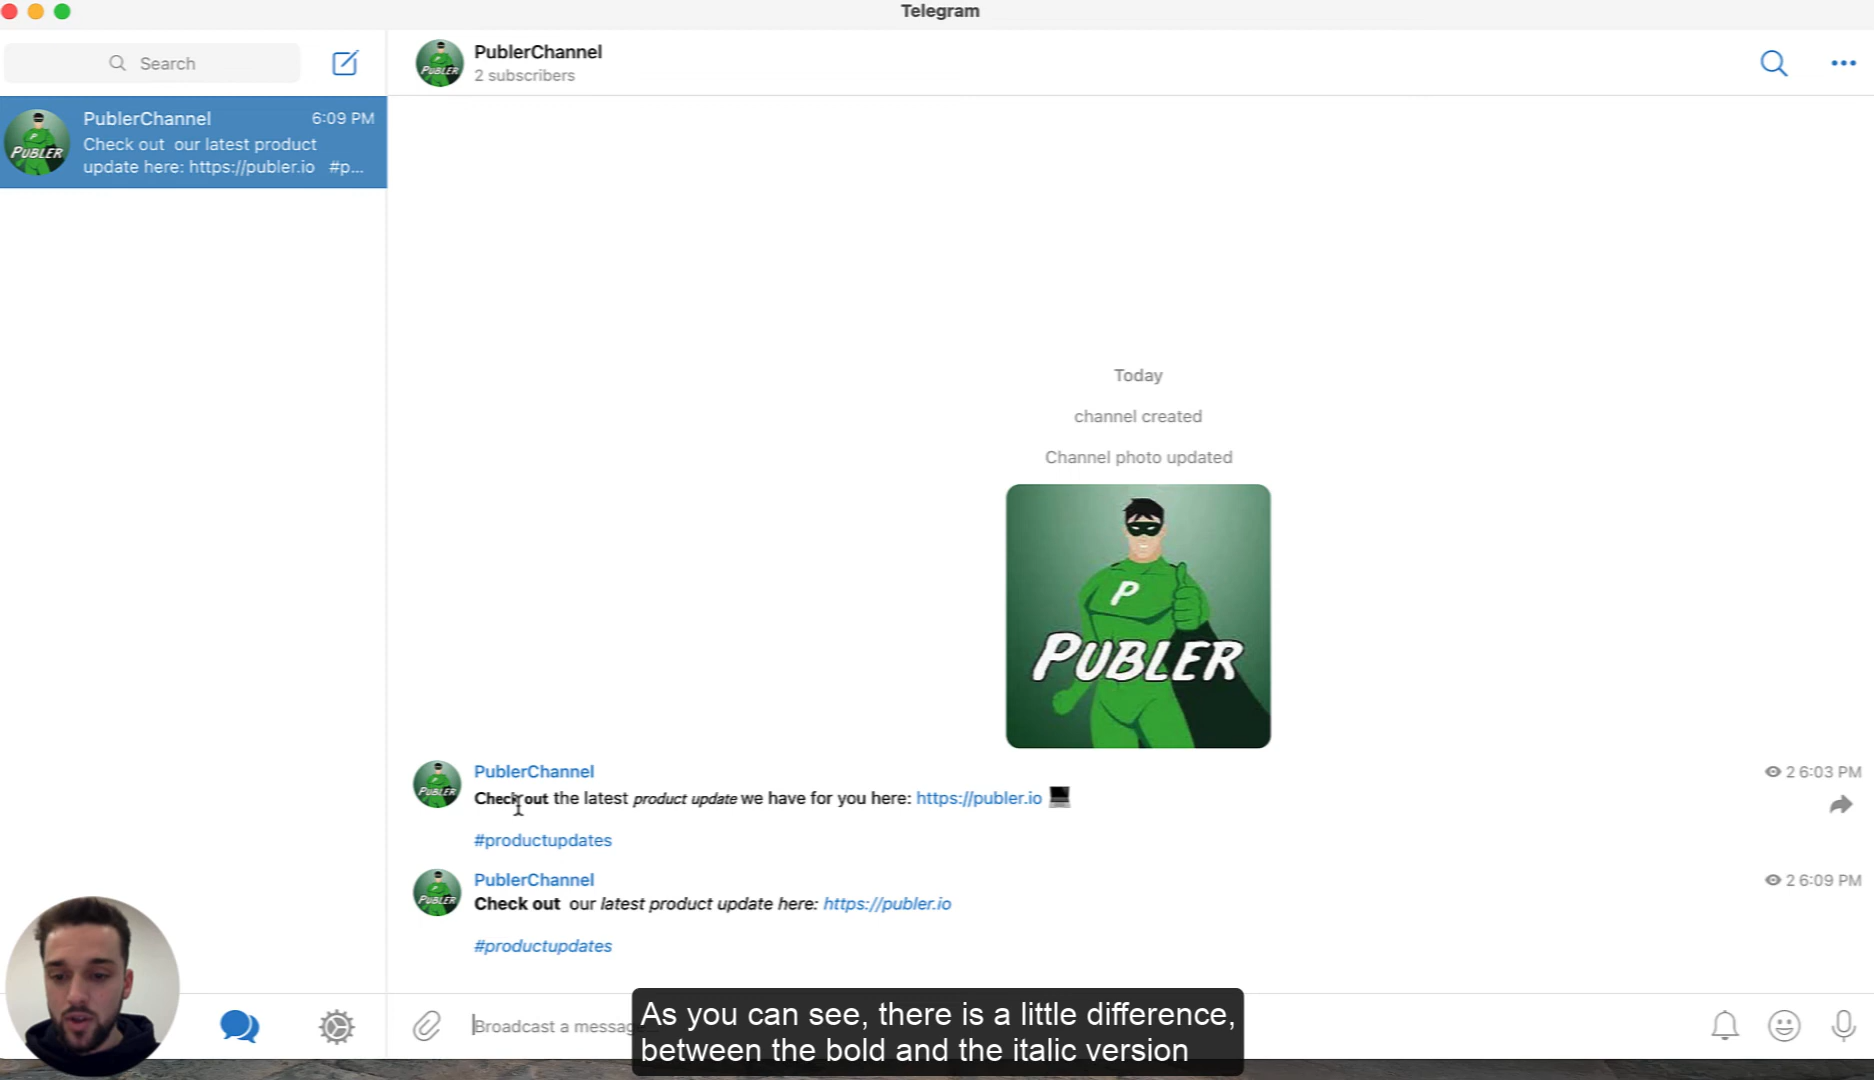 Telegram
Search
PublerChannel
2 subscribers
PublerChannel 6:09 PM
Check out  our latest product
update here: https://publer.io  #p...
PUBLER
Today
channel created
Channel photo updated
P
PUBLER
PublerChannel 2 6:03 PM
Check out the latest product update we have for you here: https://publer.io 💻
#productupdates
PublerChannel 2 6:09 PM
Check out  our latest product update here: https://publer.io
#productupdates
Broadcast a messag
As you can see, there is a little difference,
between the bold and the italic version